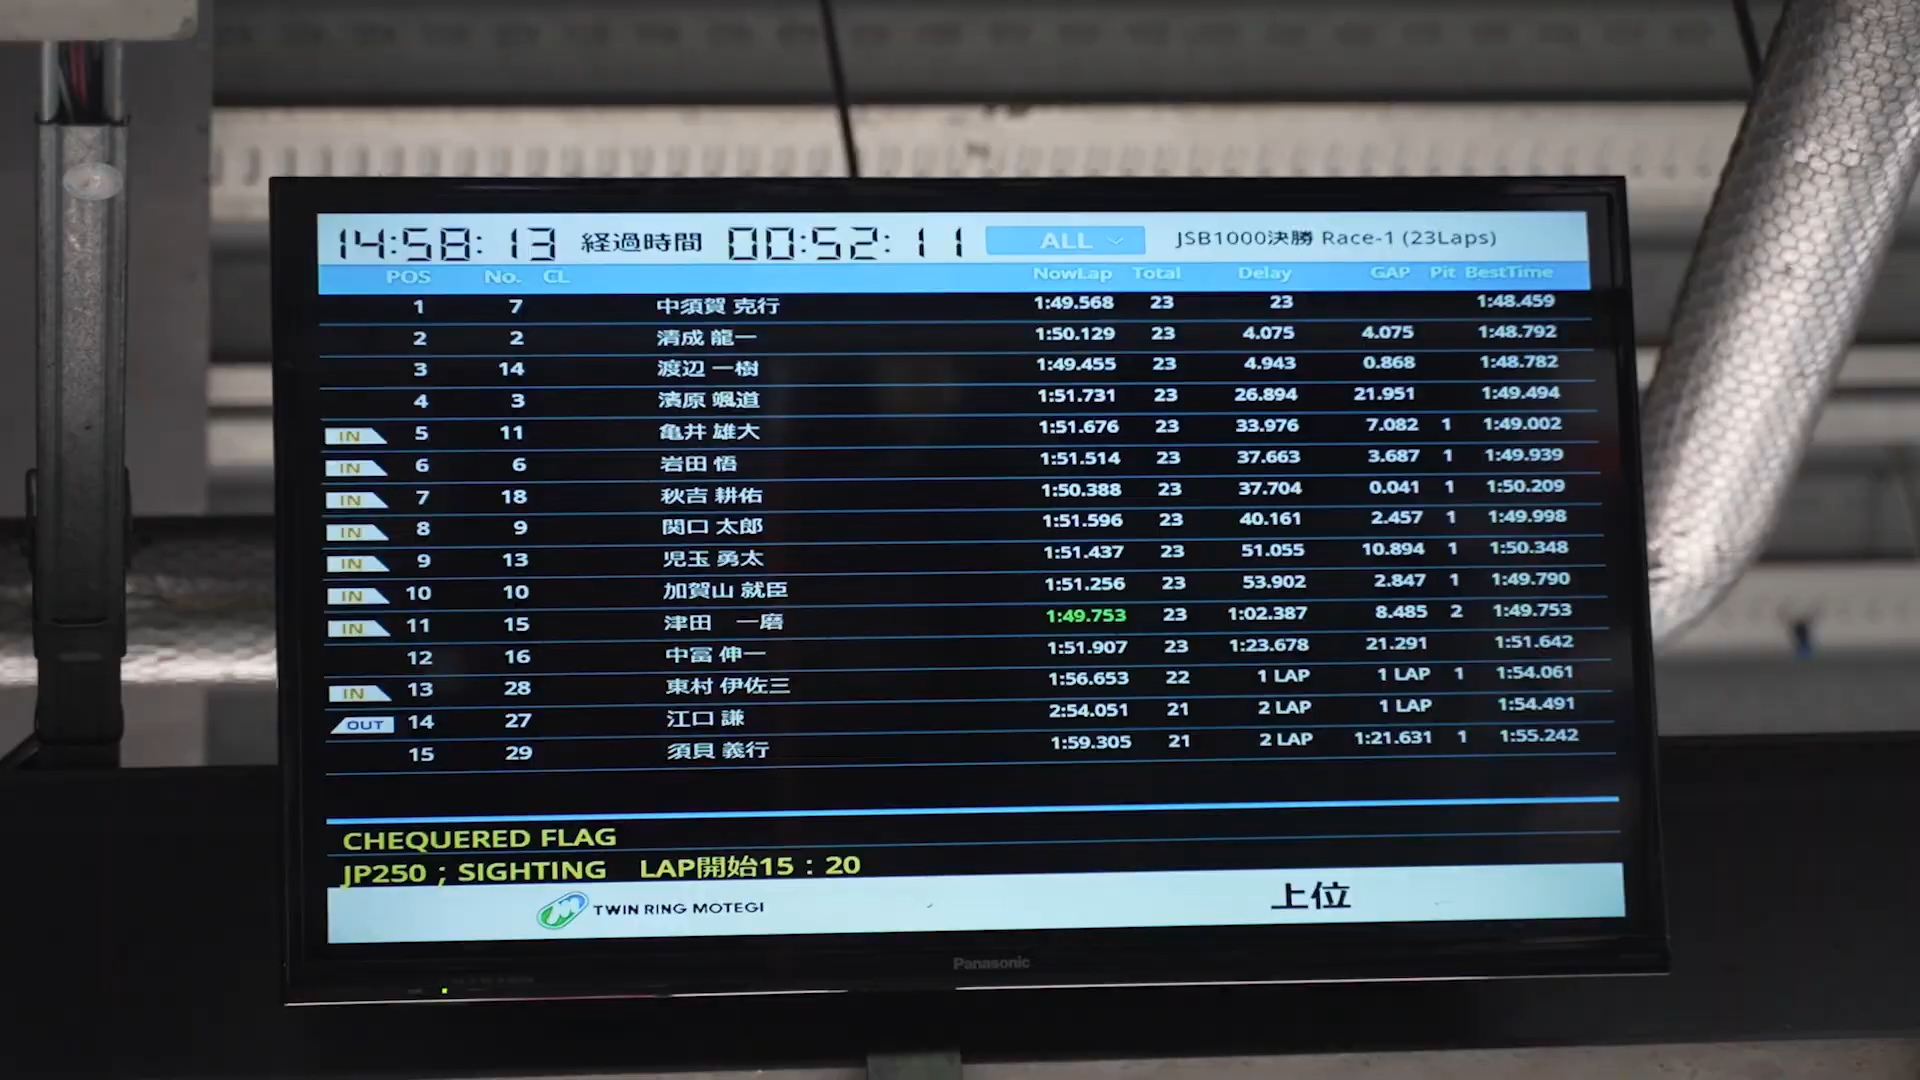 14:58:13 経過時間 00:52:11 ALL JSB1000決勝 Race-1 (23Laps)
POS No. CL NowLap Total Delay GAP Pit BestTime
1 7 中須賀 克行 1:49.568 23 23 1:48.459
2 2 清成 龍一 1:50.129 23 4.075 4.075 1:48.792
3 14 渡辺 一樹 1:49.455 23 4.943 0.868 1:48.782
4 3 濱原 颯道 1:51.731 23 26.894 21.951 1:49.494
IN 5 11 亀井 雄大 1:51.676 23 33.976 7.082 1 1:49.002
IN 6 6 岩田 悟 1:51.514 23 37.663 3.687 1 1:49.939
IN 7 18 秋吉 耕佑 1:50.388 23 37.704 0.041 1 1:50.209
IN 8 9 関口 太郎 1:51.596 23 40.161 2.457 1 1:49.998
IN 9 13 児玉 勇太 1:51.437 23 51.055 10.894 1 1:50.348
IN 10 10 加賀山 就臣 1:51.256 23 53.902 2.847 1 1:49.790
IN 11 15 津田　一磨 1:49.753 23 1:02.387 8.485 2 1:49.753
12 16 中冨 伸一 1:51.907 23 1:23.678 21.291 1:51.642
IN 13 28 東村 伊佐三 1:56.653 22 1 LAP 1 LAP 1 1:54.061
OUT 14 27 江口 謙 2:54.051 21 2 LAP 1 LAP 1:54.491
15 29 須貝 義行 1:59.305 21 2 LAP 1:21.631 1 1:55.242
CHEQUERED FLAG
JP250 ; SIGHTING　LAP開始15：20
TWIN RING MOTEGI 上位
Panasonic